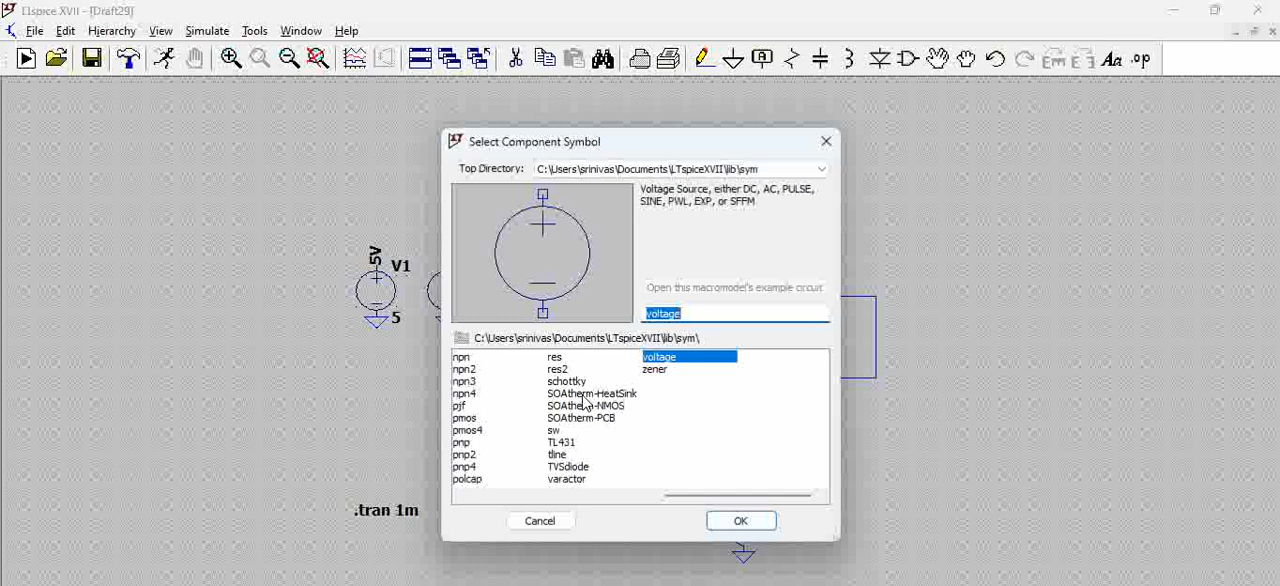 LTspice XVII - [Draft29]
File Edit Hierarchy View Simulate Tools Window Help
Aa .op
Select Component Symbol
Top Directory: C:\Users\srinivas\Documents\LTspiceXVII\lib\sym
Voltage Source, either DC, AC, PULSE,
SINE, PWL, EXP, or SFFM
Open this macromodel's example circuit
voltage
C:\Users\srinivas\Documents\LTspiceXVII\lib\sym\
npn res voltage
npn2 res2 zener
npn3 schottky
npn4 SOAtherm-HeatSink
pjf SOAtherm-NMOS
pmos SOAtherm-PCB
pmos4 sw
pnp TL431
pnp2 tline
pnp4 TVSdiode
polcap varactor
Cancel OK
5V
V1
5
.tran 1m